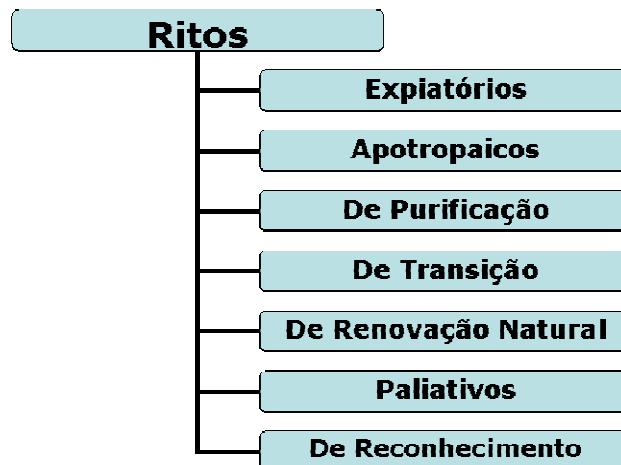 Ritos
Expiatórios
Apotropaicos
De Purificação
De Transição
De Renovação Natural
Paliativos
De Reconhecimento